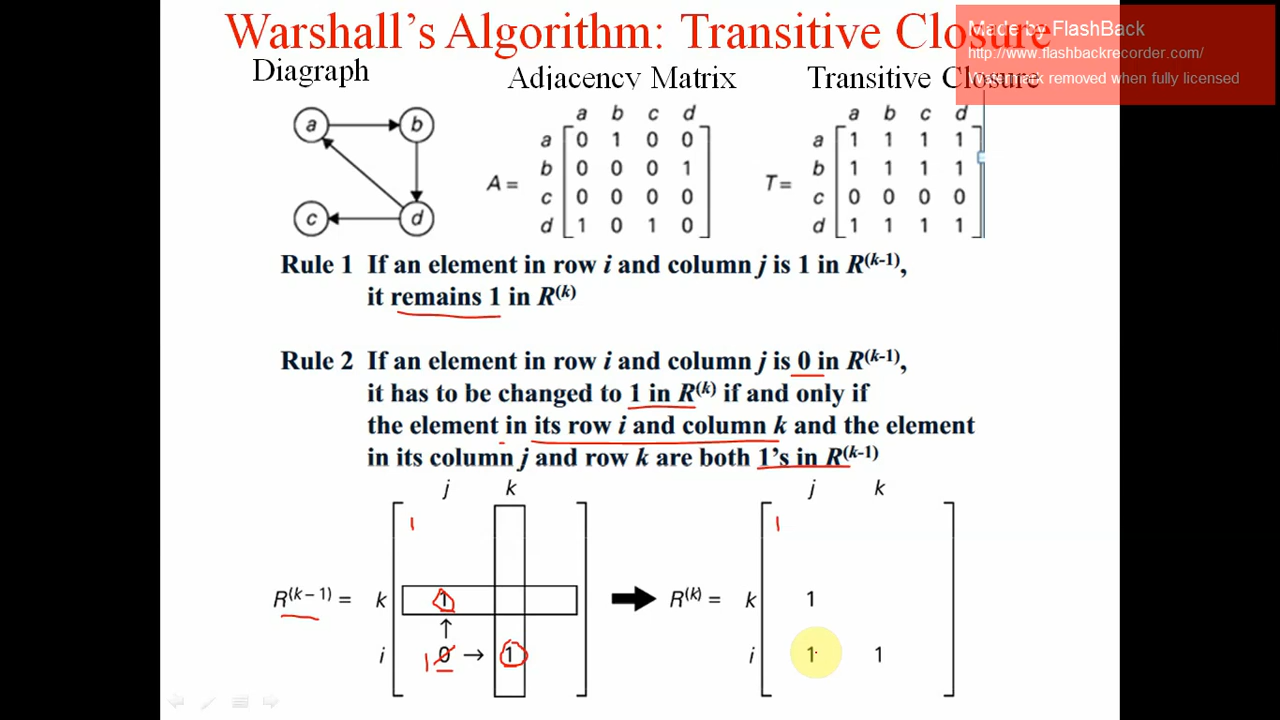 Warshall's Algorithm: Transitive Closure
Made by FlashBack
http://www.flashbackrecorder.com/
Watermark removed when fully licensed
Diagraph
Adjacency Matrix
Transitive Closure
a b
c d
a b c d
a 0 1 0 0
A = b 0 0 0 1
c 0 0 0 0
d 1 0 1 0
a b c d
a 1 1 1 1
T = b 1 1 1 1
c 0 0 0 0
d 1 1 1 1
Rule 1 If an element in row i and column j is 1 in R(k-1),
it remains 1 in R(k)
Rule 2 If an element in row i and column j is 0 in R(k-1),
it has to be changed to 1 in R(k) if and only if
the element in its row i and column k and the element
in its column j and row k are both 1's in R(k-1)
j k
1
R(k – 1) = k 1
↑
i 1 0 → 1
j k
1
R(k) = k 1
i 1 1